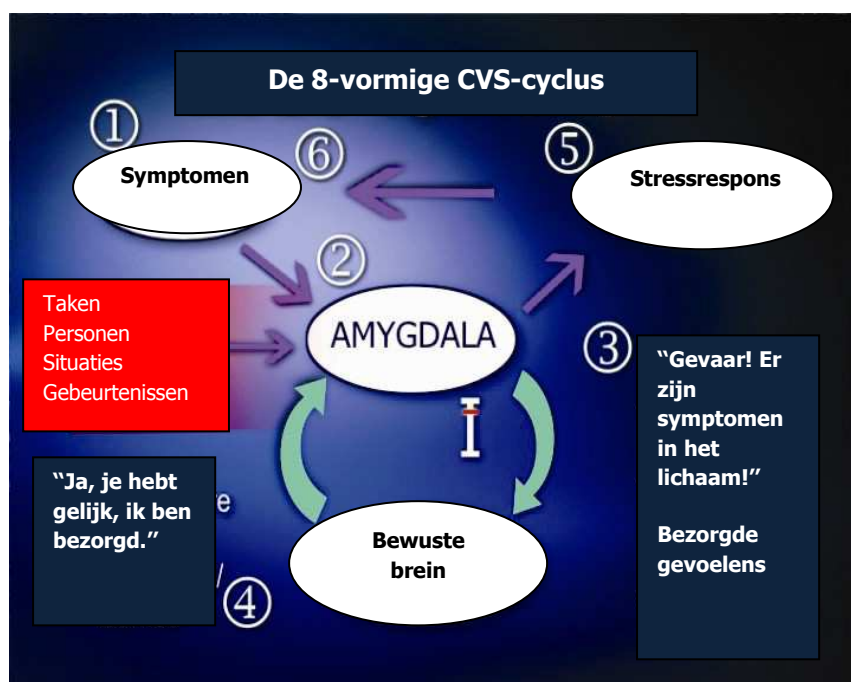 De 8-vormige CVS-cyclus
①
Symptomen
⑥
⑤
Stressrespons
②
AMYGDALA
Taken
Personen
Situaties
Gebeurtenissen
③
“Gevaar! Er
zijn
symptomen
in het
lichaam!”
Bezorgde
gevoelens
“Ja, je hebt
gelijk, ik ben
bezorgd.”
e
/
④
Bewuste
brein